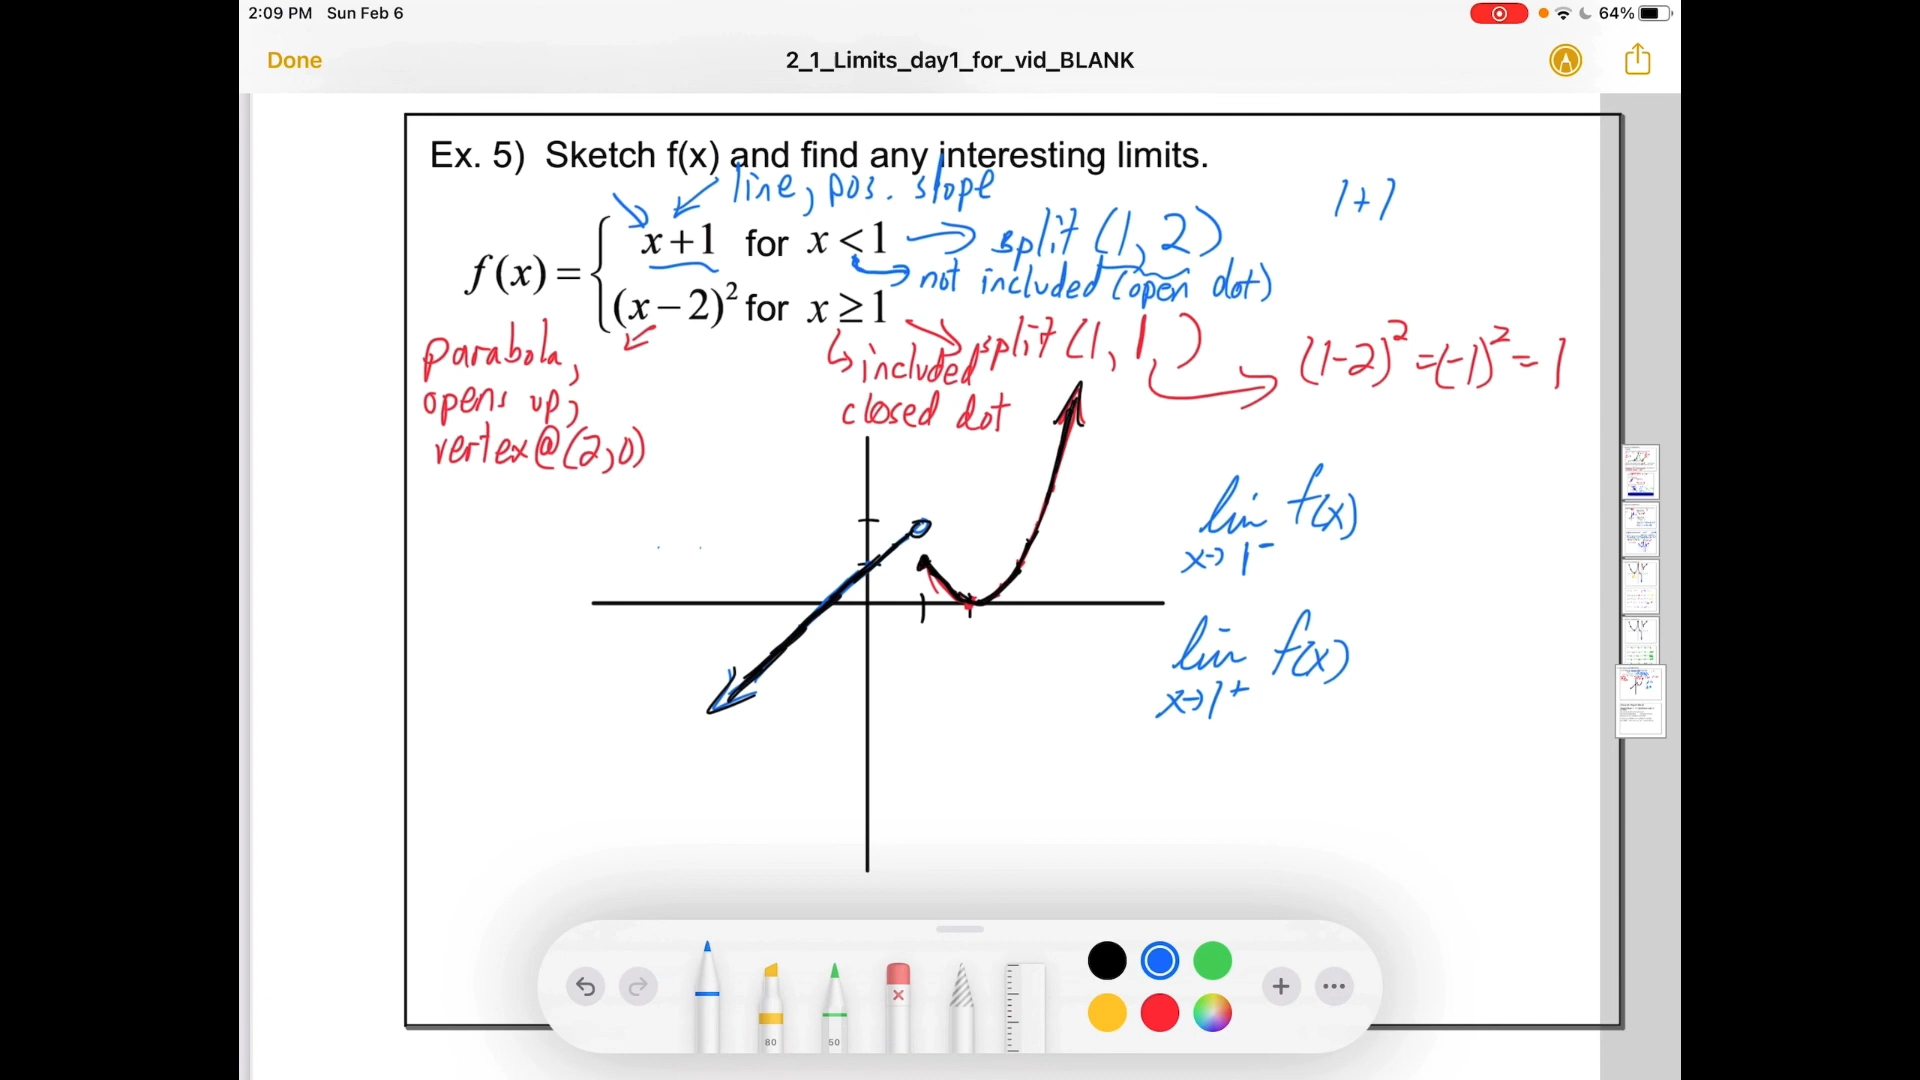 2:09 PM Sun Feb 6
64%
Done
2_1_Limits_day1_for_vid_BLANK
Ex. 5) Sketch f(x) and find any interesting limits.
line, pos. slope
1+1
f(x) = { x+1 for x < 1 → split (1, 2)
not included (open dot)
(x−2)² for x ≥ 1
parabola,
opens up,
vertex@(2,0)
included
closed dot
split (1, 1, )
(1-2)² = (-1)² = 1
lim f(x)
x→1⁻
lim f(x)
x→1⁺
80
50